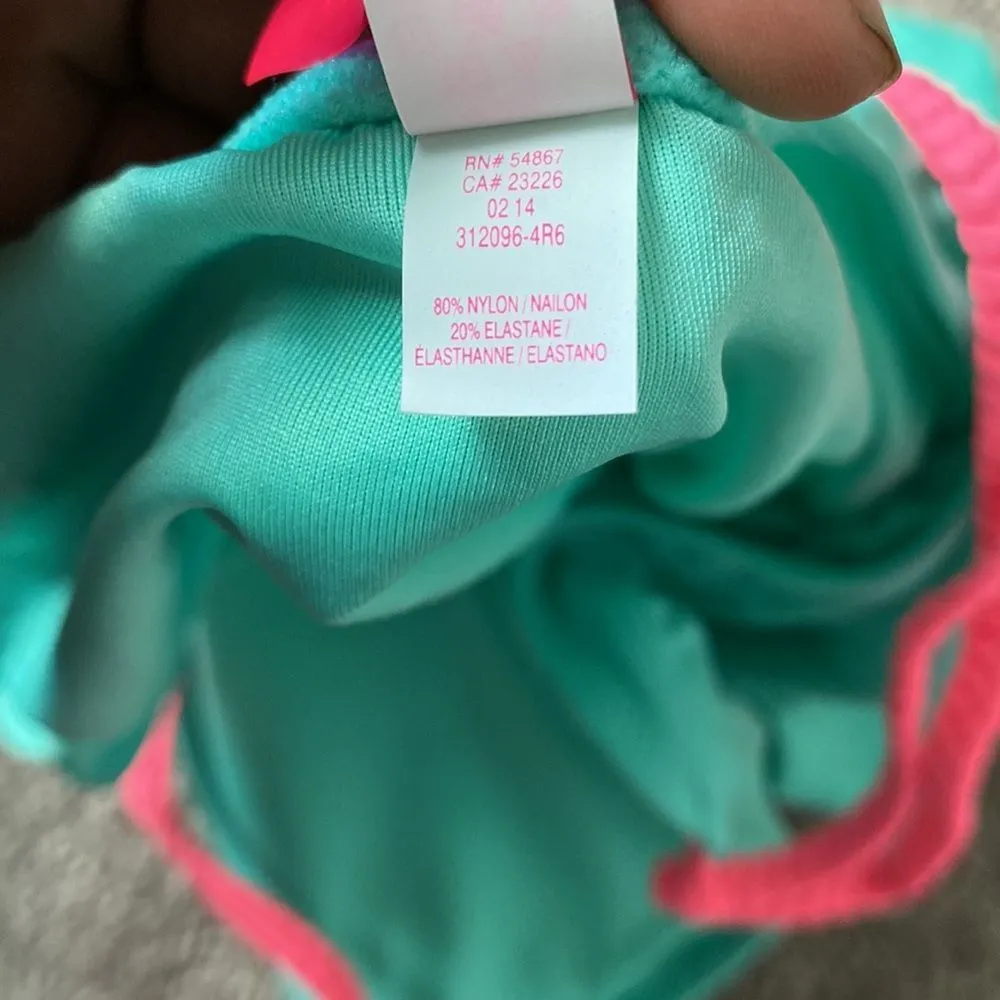 RN# 54867
CA# 23226
02 14
312096-4R6
80% NYLON / NAILON
20% ELASTANE /
ÉLASTHANNE / ELASTANO